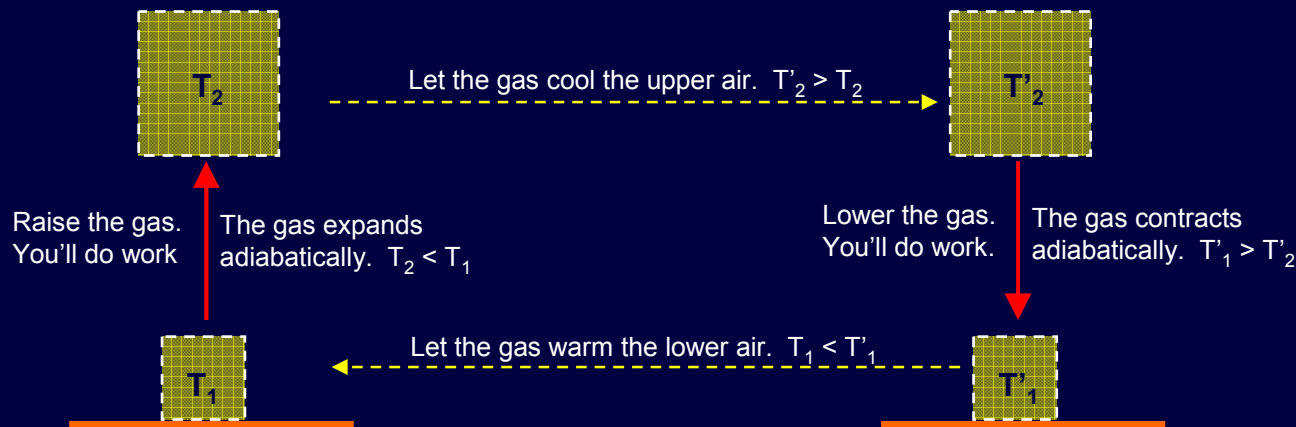 T₂
Let the gas cool the upper air. T'₂ > T₂
T'₂
Raise the gas.
You'll do work
The gas expands
adiabatically. T₂ < T₁
Lower the gas.
You'll do work.
The gas contracts
adiabatically. T'₁ > T'₂
T₁
Let the gas warm the lower air. T₁ < T'₁
T'₁